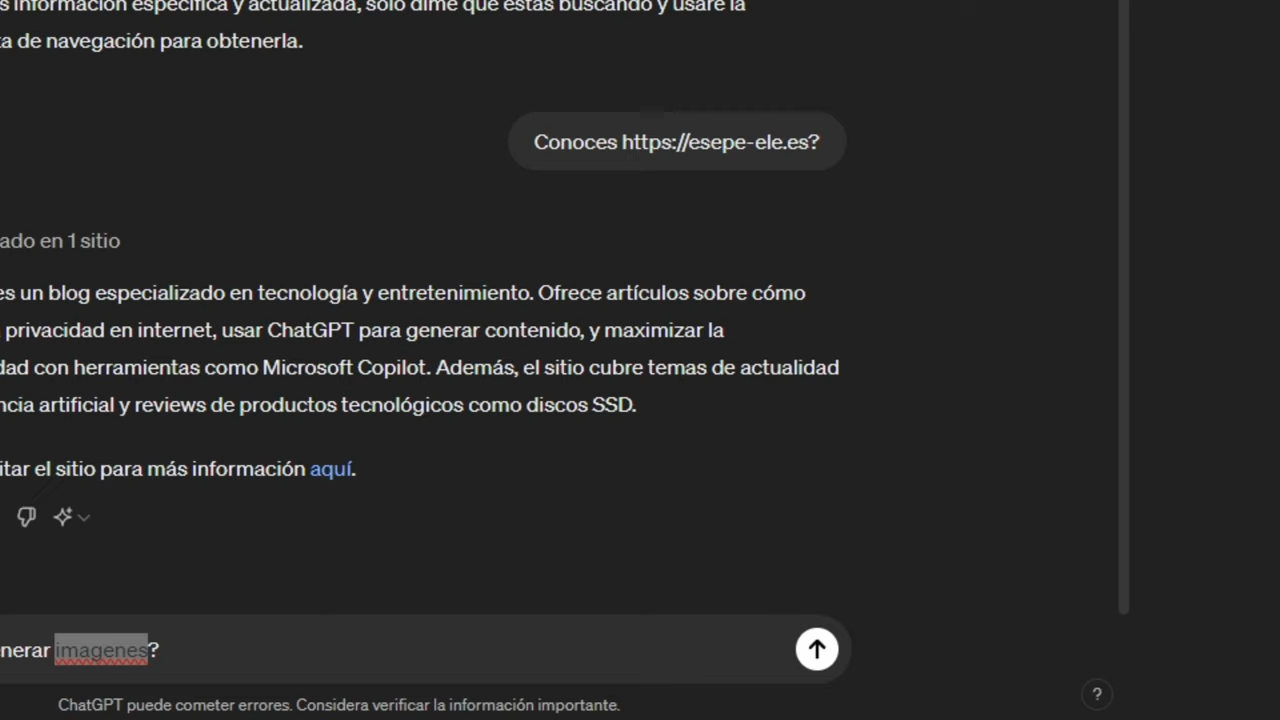 s información específica y actualizada, solo dime qué estás buscando y usaré la
ta de navegación para obtenerla.
Conoces https://esepe-ele.es?
ado en 1 sitio
es un blog especializado en tecnología y entretenimiento. Ofrece artículos sobre cómo
privacidad en internet, usar ChatGPT para generar contenido, y maximizar la
dad con herramientas como Microsoft Copilot. Además, el sitio cubre temas de actualidad
ncia artificial y reviews de productos tecnológicos como discos SSD.
itar el sitio para más información aquí.
nerar imagenes?
ChatGPT puede cometer errores. Considera verificar la información importante.
?